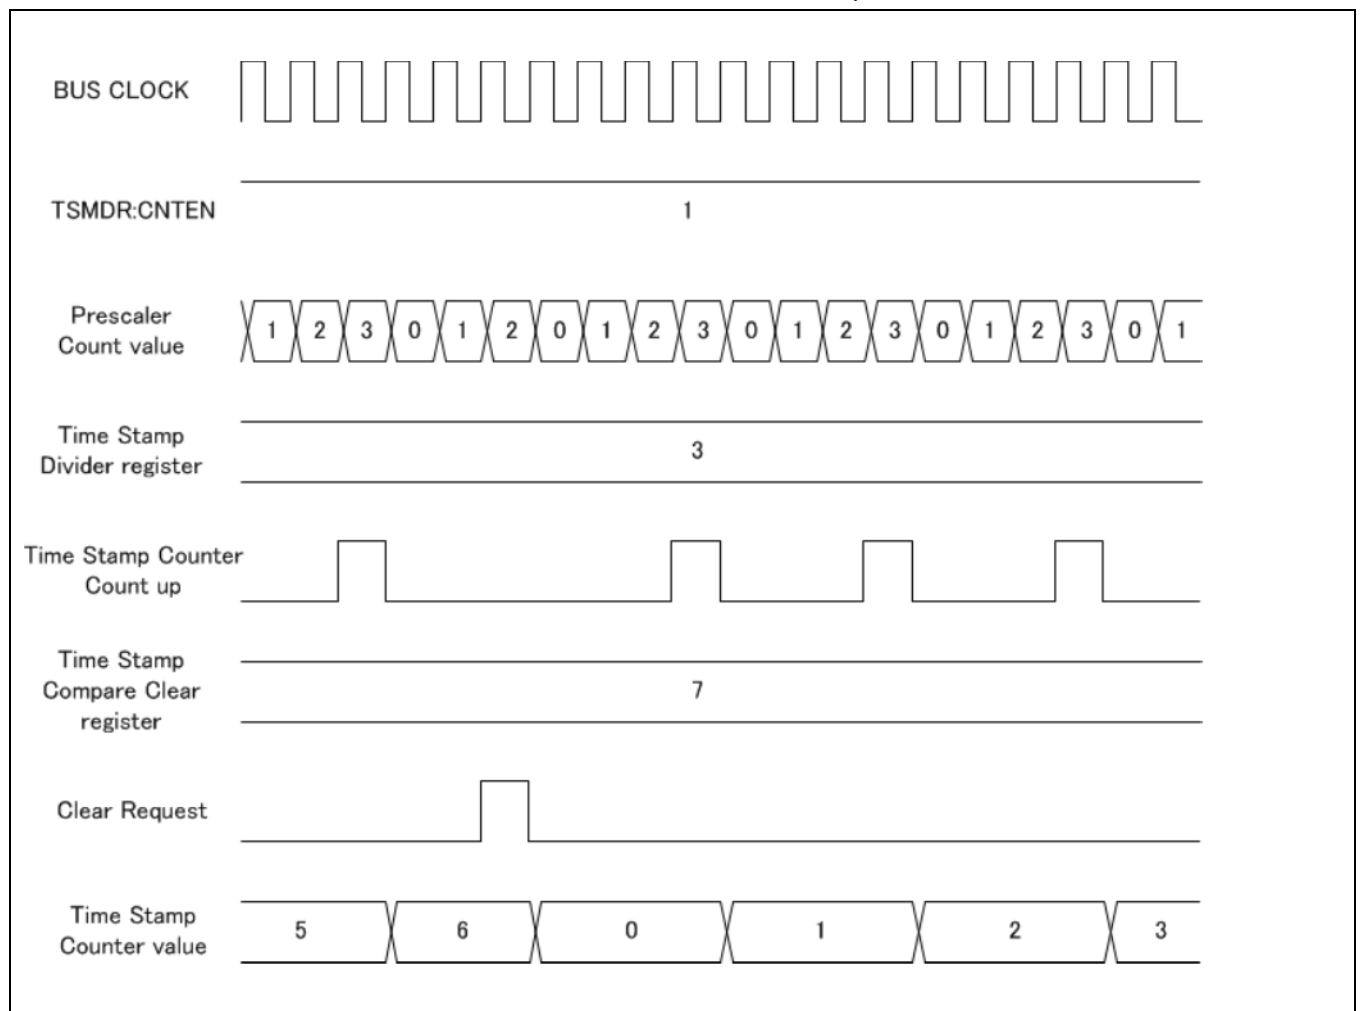 BUS CLOCK
TSMDR:CNTEN
1
Prescaler
Count value
1 2 3 0 1 2 0 1 2 3 0 1 2 3 0 1 2 3 0 1
Time Stamp
Divider register
3
Time Stamp Counter
Count up
Time Stamp
Compare Clear
register
7
Clear Request
Time Stamp
Counter value
5 6 0 1 2 3